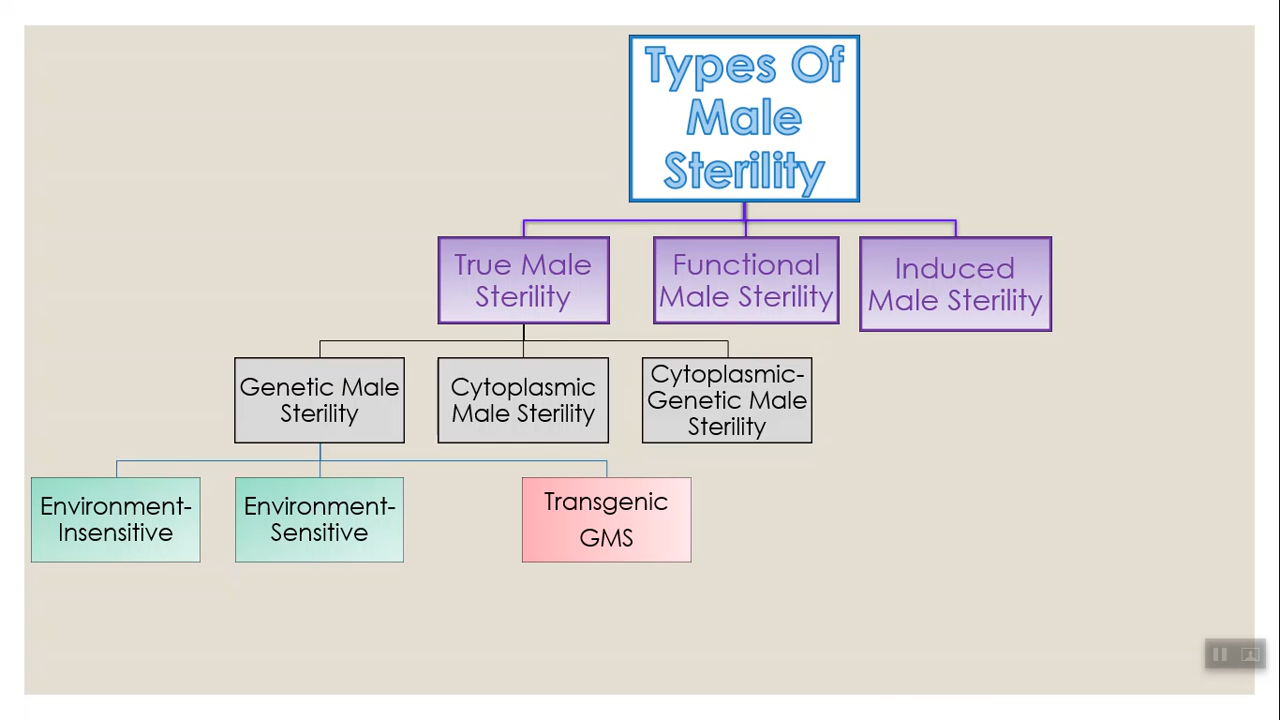 Types Of
Male
Sterility
True Male
Sterility
Functional
Male Sterility
Induced
Male Sterility
Genetic Male
Sterility
Cytoplasmic
Male Sterility
Cytoplasmic-
Genetic Male
Sterility
Environment-
Insensitive
Environment-
Sensitive
Transgenic
GMS